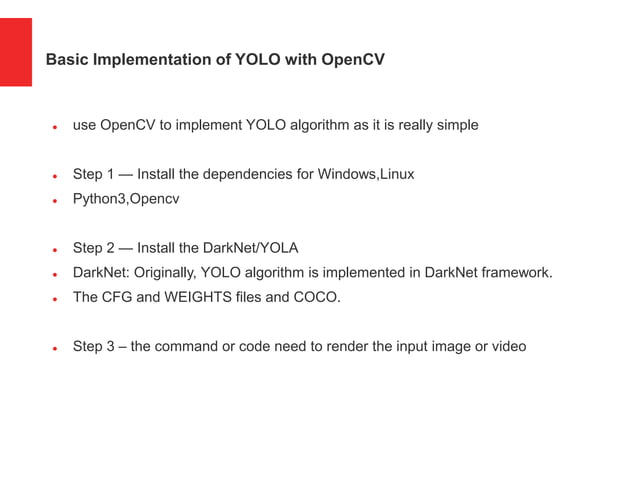 Basic Implementation of YOLO with OpenCV
● use OpenCV to implement YOLO algorithm as it is really simple
● Step 1 — Install the dependencies for Windows,Linux
● Python3,Opencv
● Step 2 — Install the DarkNet/YOLA
● DarkNet: Originally, YOLO algorithm is implemented in DarkNet framework.
● The CFG and WEIGHTS files and COCO.
● Step 3 – the command or code need to render the input image or video